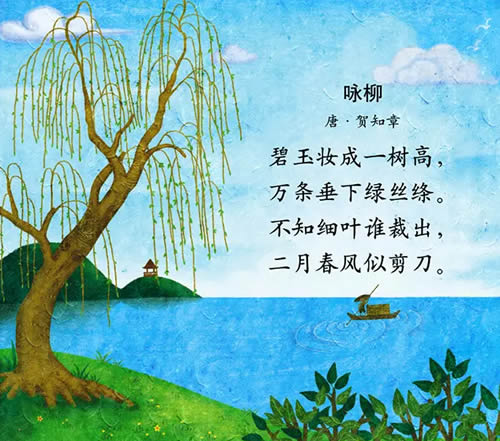 咏柳
唐·贺知章
碧玉妆成一树高，
万条垂下绿丝绦。
不知细叶谁裁出，
二月春风似剪刀。